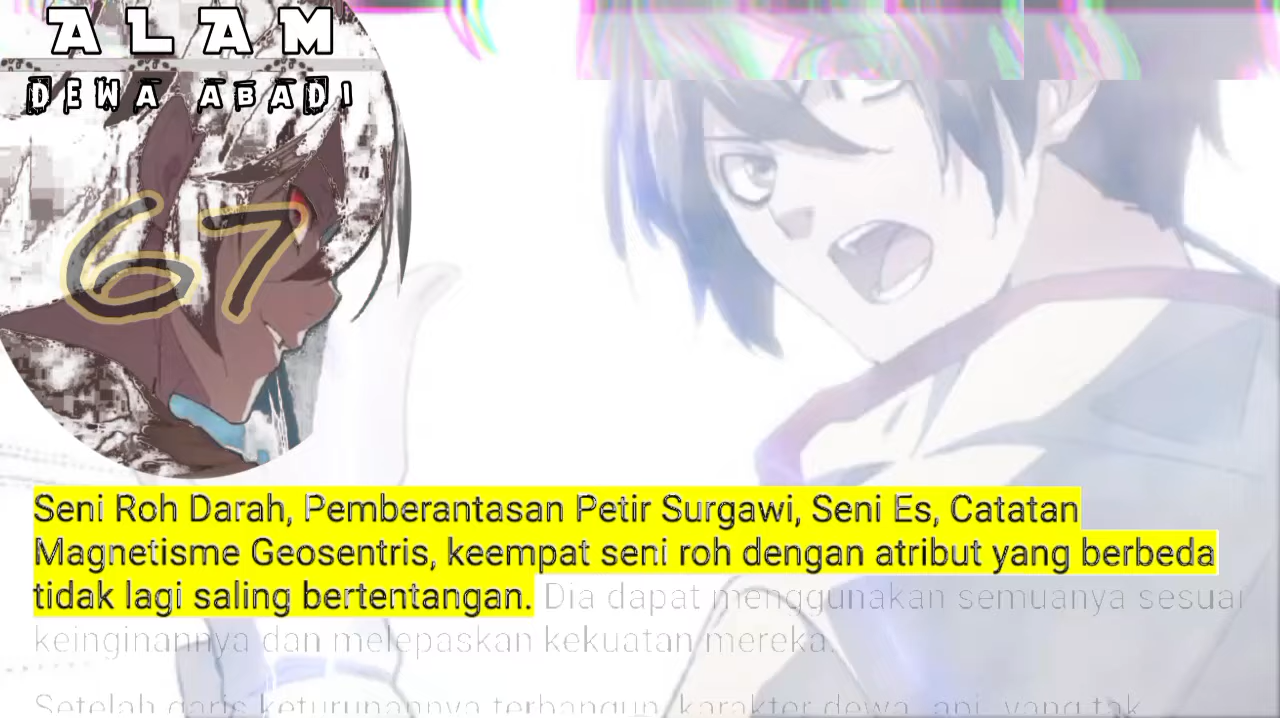 ALAM
DEWA ABADI
67
Seni Roh Darah, Pemberantasan Petir Surgawi, Seni Es, Catatan
Magnetisme Geosentris, keempat seni roh dengan atribut yang berbeda
tidak lagi saling bertentangan. Dia dapat menggunakan semuanya sesuai
keinginannya dan melepaskan kekuatan mereka.
Setelah garis keturunannya terbangun, karakter dewa, api, yang tak